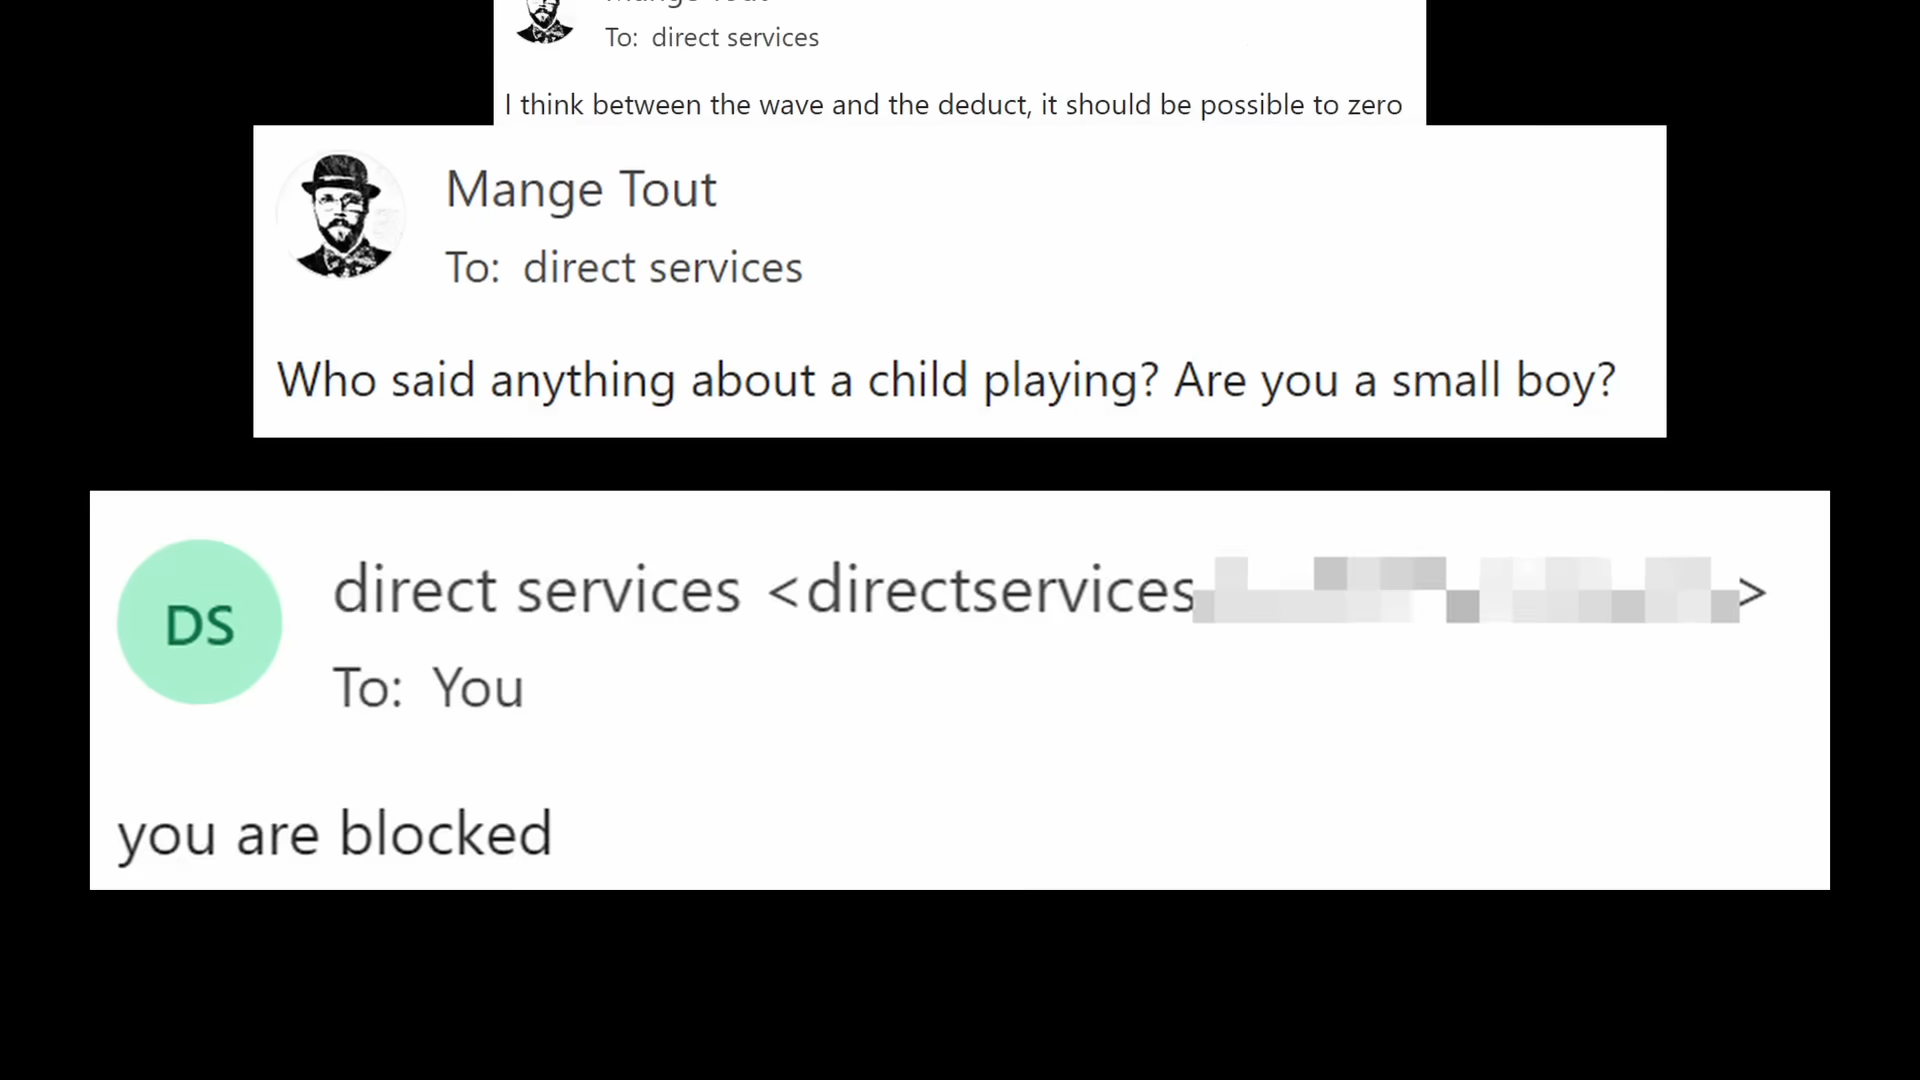 To: direct services
I think between the wave and the deduct, it should be possible to zero
Mange Tout
To: direct services
Who said anything about a child playing? Are you a small boy?
DS
direct services <directservices >
To: You
you are blocked